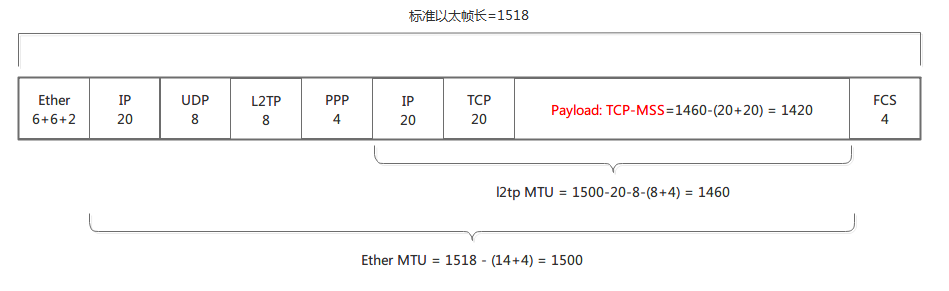 标准以太帧长=1518
Ether IP UDP L2TP PPP IP TCP Payload: TCP-MSS=1460-(20+20) = 1420 FCS
6+6+2 20 8 8 4 20 20 4
l2tp MTU = 1500-20-8-(8+4) = 1460
Ether MTU = 1518 - (14+4) = 1500